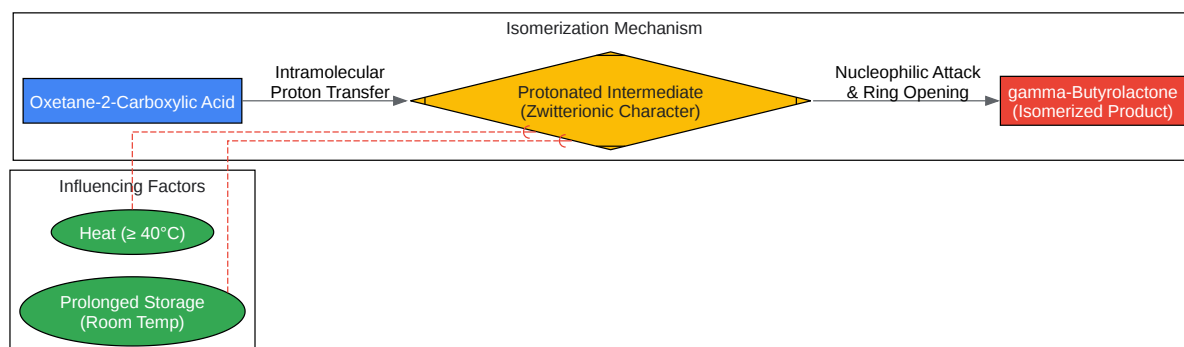 Isomerization Mechanism
Oxetane-2-Carboxylic Acid
Intramolecular
Proton Transfer
Protonated Intermediate
(Zwitterionic Character)
Nucleophilic Attack
& Ring Opening
gamma-Butyrolactone
(Isomerized Product)
Influencing Factors
Heat (≥ 40°C)
Prolonged Storage
(Room Temp)